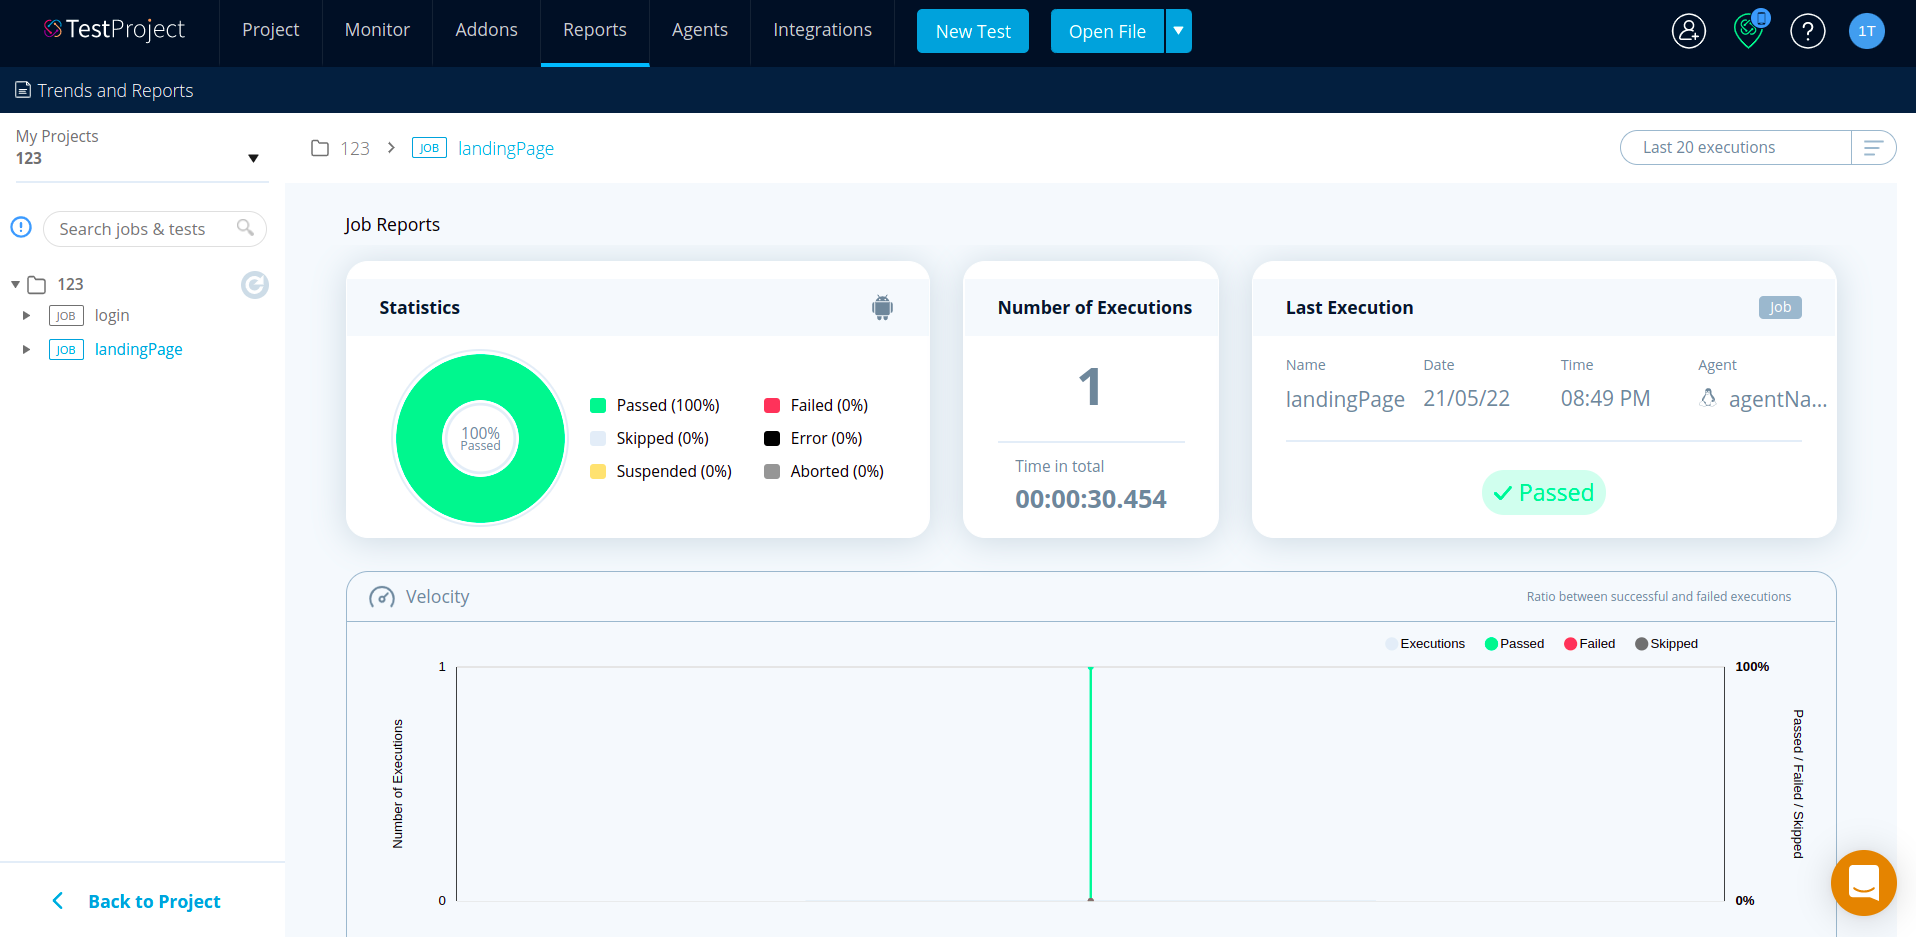 TestProject
Project
Monitor
Addons
Reports
Agents
Integrations
New Test
Open File
1T
Trends and Reports
My Projects
123
123
JOB landingPage
Last 20 executions
Search jobs & tests
123
JOB login
JOB landingPage
Job Reports
Statistics
100%
Passed
Passed (100%)
Failed (0%)
Skipped (0%)
Error (0%)
Suspended (0%)
Aborted (0%)
Number of Executions
1
Time in total
00:00:30.454
Last Execution
Job
Name
Date
Time
Agent
landingPage
21/05/22
08:49 PM
agentNa...
Passed
Velocity
Ratio between successful and failed executions
Executions
Passed
Failed
Skipped
1
100%
Number of Executions
Passed / Failed / Skipped
0
0%
Back to Project